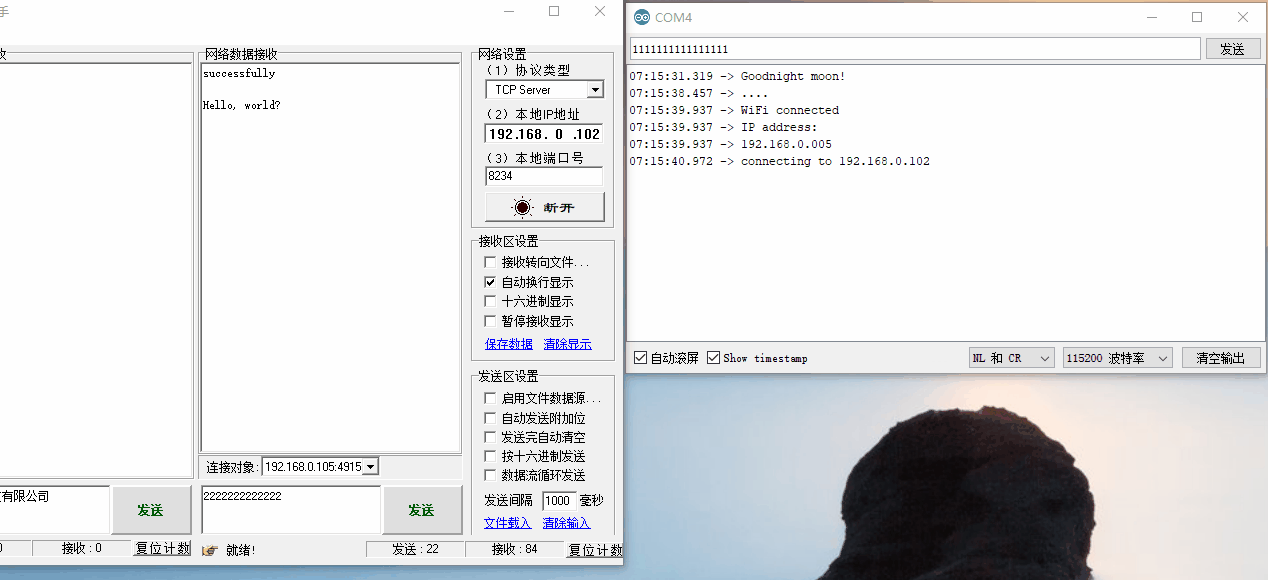 手
网络数据接收
successfully
Hello, world?
连接对象: 192.168.0.105:4915
有限公司
发送
2222222222222
发送
接收 : 0
复位计数
就绪!
发送 : 22
接收 : 84
复位计数
网络设置
（1）协议类型
TCP Server
（2）本地IP地址
192.168. 0 .102
（3）本地端口号
8234
断开
接收区设置
接收转向文件...
自动换行显示
十六进制显示
暂停接收显示
保存数据 清除显示
发送区设置
启用文件数据源...
自动发送附加位
发送完自动清空
按十六进制发送
数据流循环发送
发送间隔 1000 毫秒
文件载入 清除输入
COM4
1111111111111111
发送
07:15:31.319 -> Goodnight moon!
07:15:38.457 -> ....
07:15:39.937 -> WiFi connected
07:15:39.937 -> IP address:
07:15:39.937 -> 192.168.0.005
07:15:40.972 -> connecting to 192.168.0.102
自动滚屏 Show timestamp
NL 和 CR
115200 波特率
清空输出